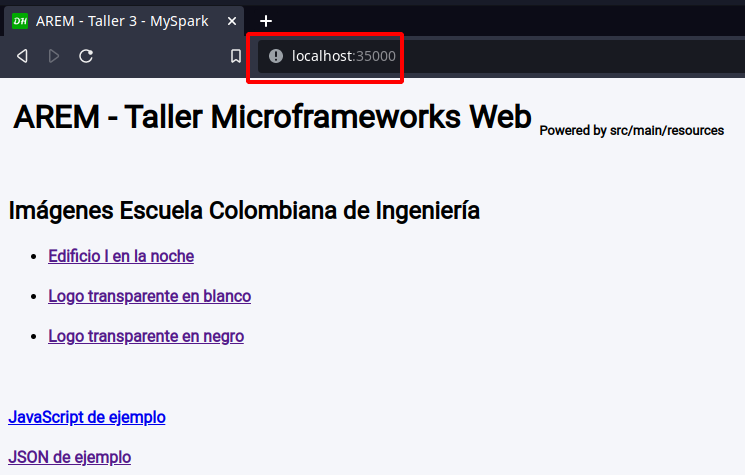 DH AREM - Taller 3 - MySpark
localhost:35000
AREM - Taller Microframeworks Web Powered by src/main/resources
Imágenes Escuela Colombiana de Ingeniería
Edificio I en la noche
Logo transparente en blanco
Logo transparente en negro
JavaScript de ejemplo
JSON de ejemplo